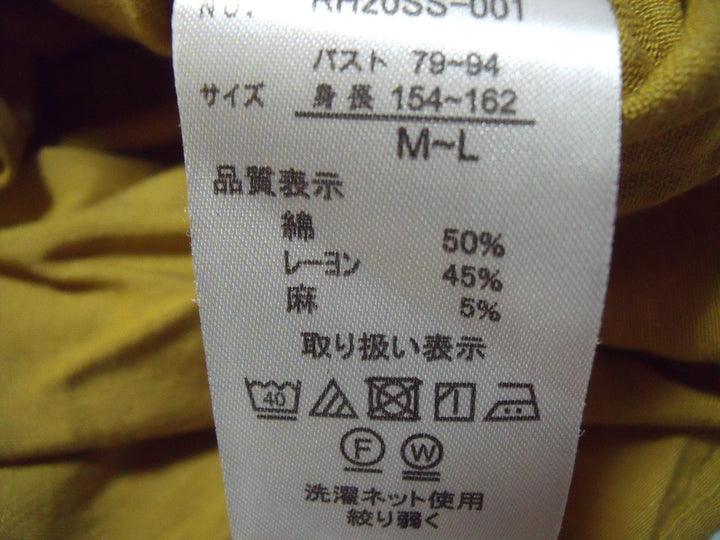 No. RH20SS-001
バスト 79~94
サイズ 身長 154~162
M~L
品質表示
綿 50%
レーヨン 45%
麻 5%
取り扱い表示
40
F W
洗濯ネット使用
絞り弱く